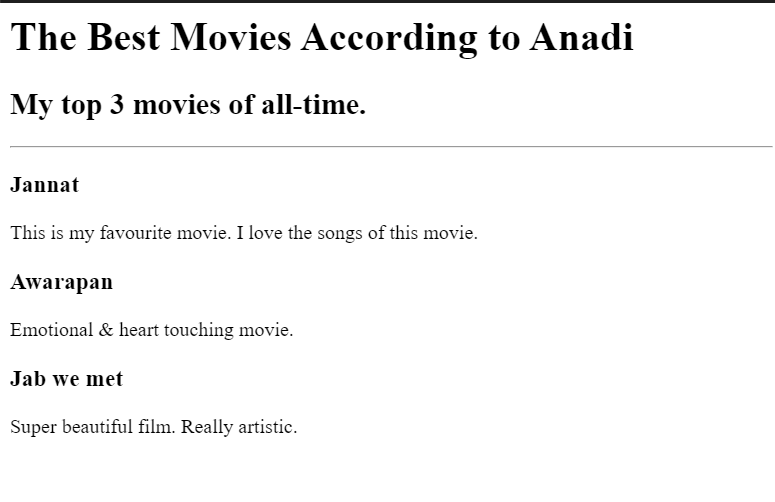 The Best Movies According to Anadi
My top 3 movies of all-time.
Jannat
This is my favourite movie. I love the songs of this movie.
Awarapan
Emotional & heart touching movie.
Jab we met
Super beautiful film. Really artistic.